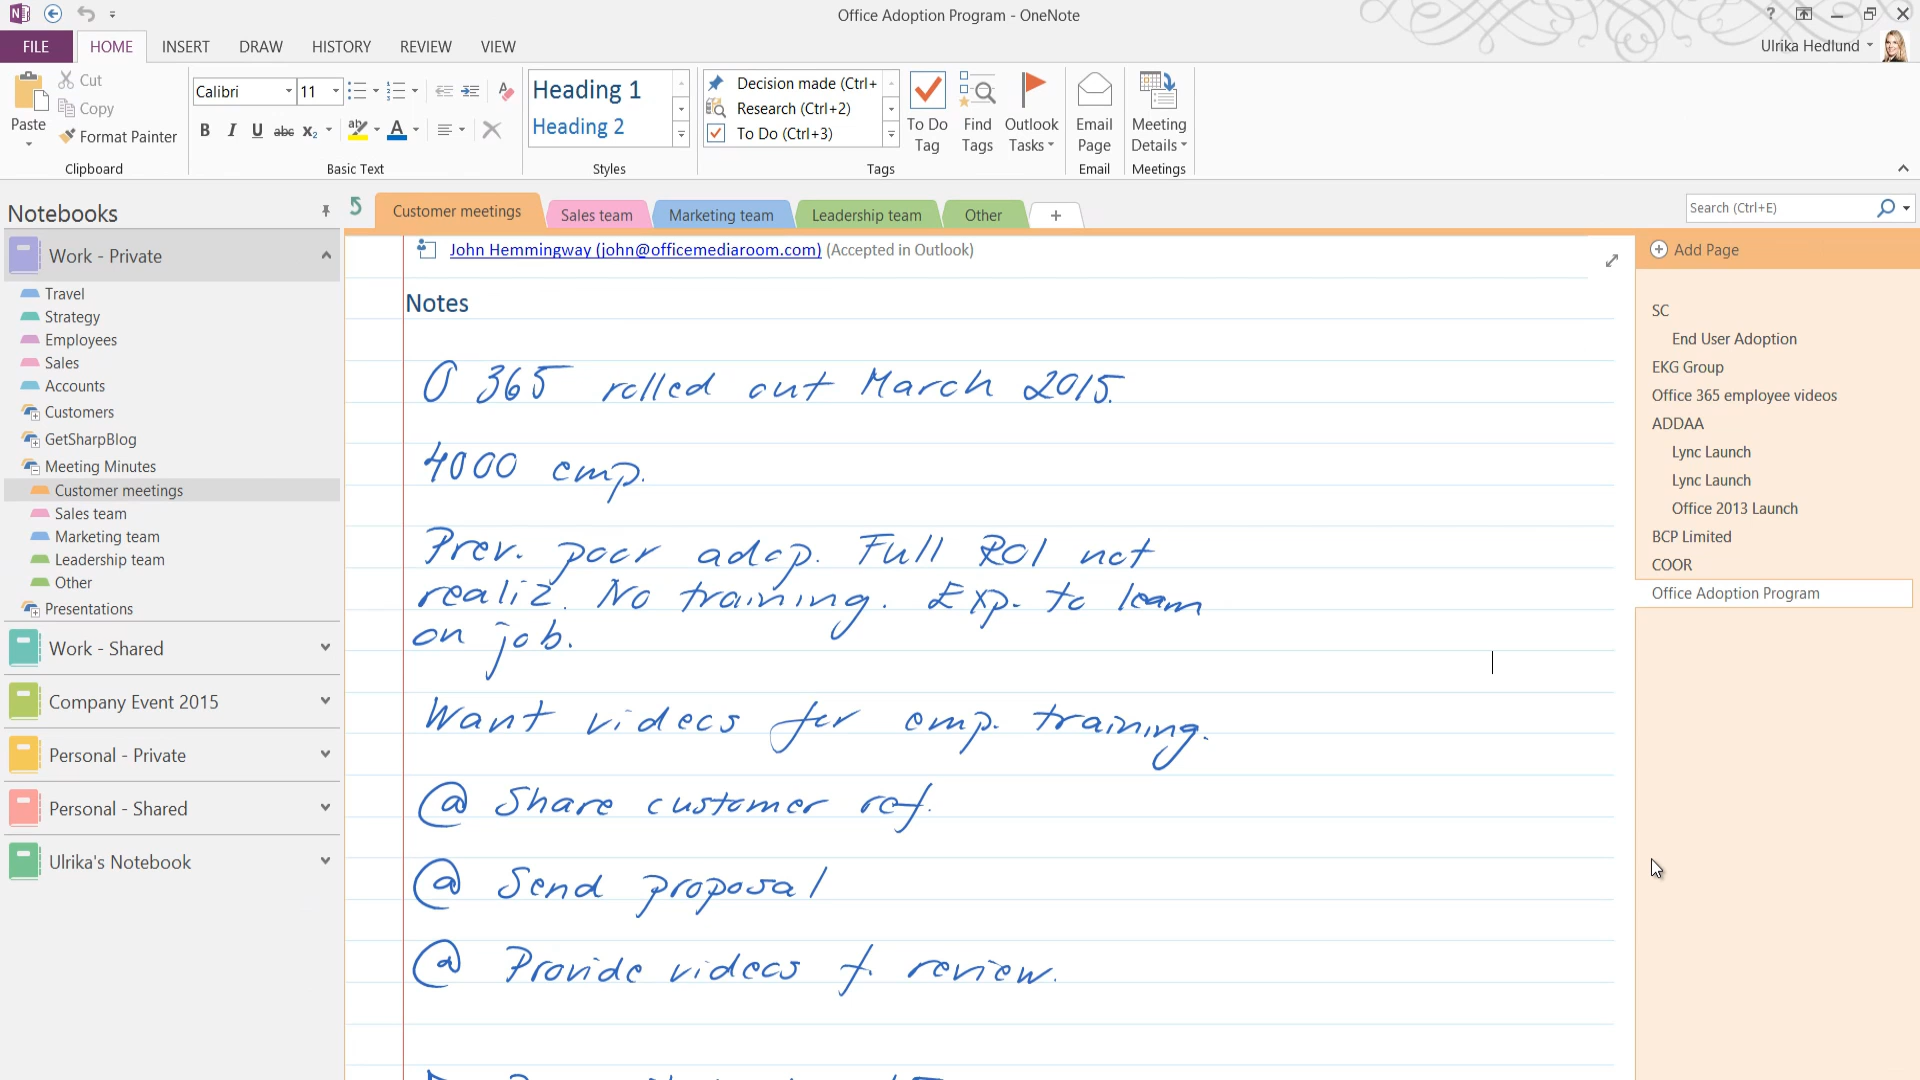 Office Adoption Program - OneNote
?
Ulrika Hedlund
FILE HOME INSERT DRAW HISTORY REVIEW VIEW
Paste
Cut
Copy
Format Painter
Clipboard
Calibri 11
B I U abc X₂ A
Basic Text
Heading 1
Heading 2
Styles
Decision made (Ctrl+
Research (Ctrl+2)
To Do (Ctrl+3)
To Do Tag
Find Tags
Outlook Tasks
Tags
Email Page
Email
Meeting Details
Meetings
Notebooks
Customer meetings Sales team Marketing team Leadership team Other +
Search (Ctrl+E)
Work - Private
Travel
Strategy
Employees
Sales
Accounts
Customers
GetSharpBlog
Meeting Minutes
Customer meetings
Sales team
Marketing team
Leadership team
Other
Presentations
Work - Shared
Company Event 2015
Personal - Private
Personal - Shared
Ulrika's Notebook
John Hemmingway (john@officemediaroom.com) (Accepted in Outlook)
Notes
O 365 rolled out March 2015.
4000 emp.
Prev. poor adop. Full ROI not
realiz. No training. Exp. to learn
on job.
Want videos for emp. training.
@ Share customer ref.
@ Send proposal
@ Provide videos f. review.
Add Page
SC
End User Adoption
EKG Group
Office 365 employee videos
ADDAA
Lync Launch
Lync Launch
Office 2013 Launch
BCP Limited
COOR
Office Adoption Program